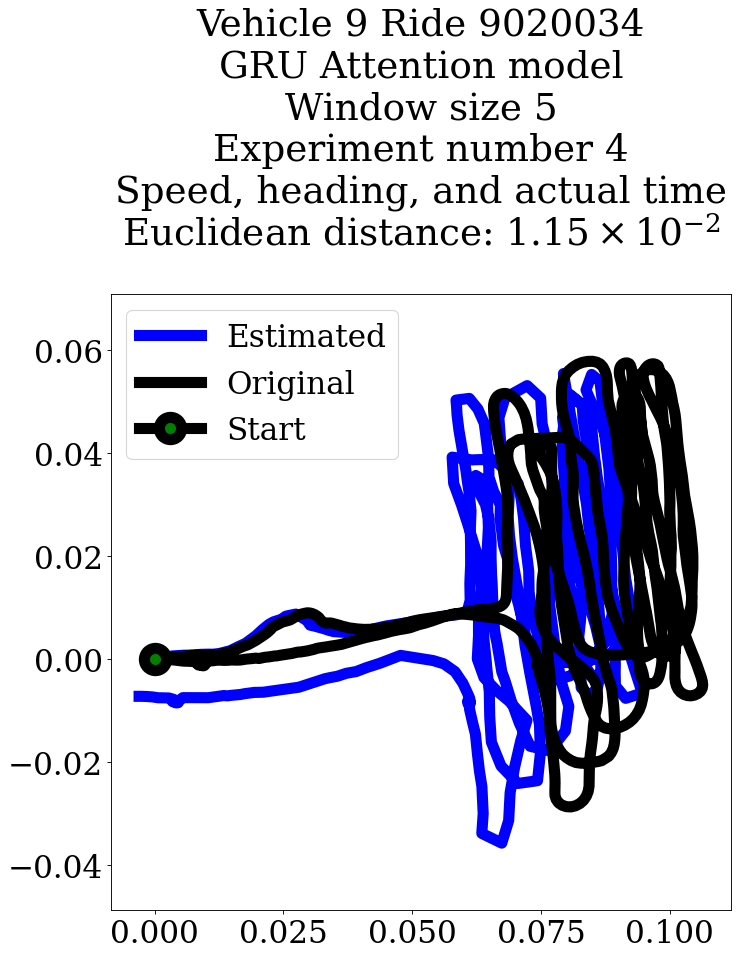 Vehicle 9 Ride 9020034
GRU Attention model
Window size 5
Experiment number 4
Speed, heading, and actual time
Euclidean distance: 1.15 × 10⁻²
Estimated
Original
Start
0.06
0.04
0.02
0.00
−0.02
−0.04
0.000 0.025 0.050 0.075 0.100